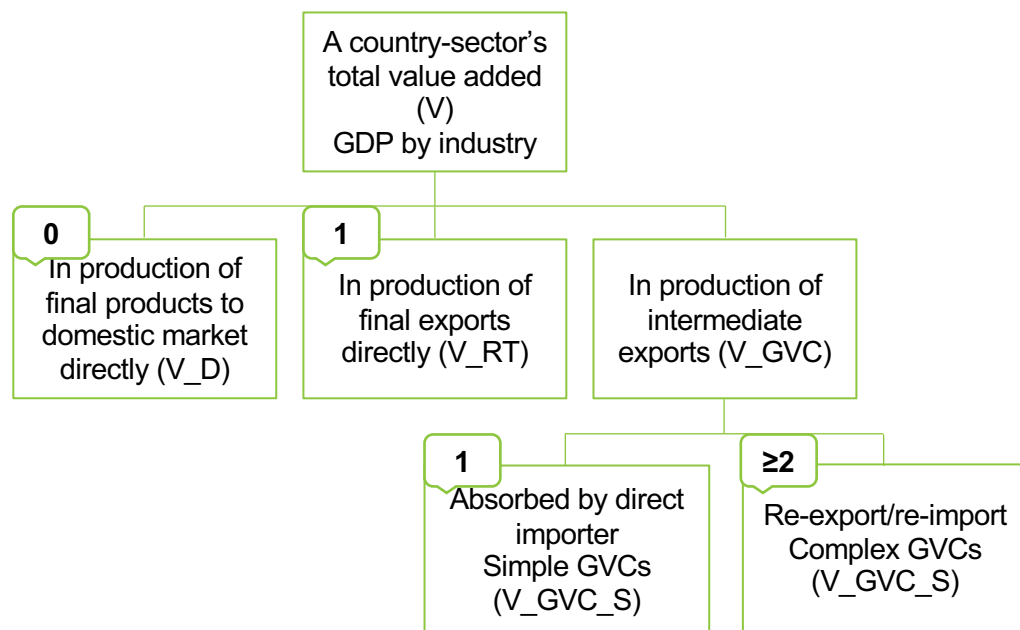 A country-sector’s
total value added
(V)
GDP by industry
0
In production of
final products to
domestic market
directly (V_D)
1
In production of
final exports
directly (V_RT)
In production of
intermediate
exports (V_GVC)
1
Absorbed by direct
importer
Simple GVCs
(V_GVC_S)
≥2
Re-export/re-import
Complex GVCs
(V_GVC_S)